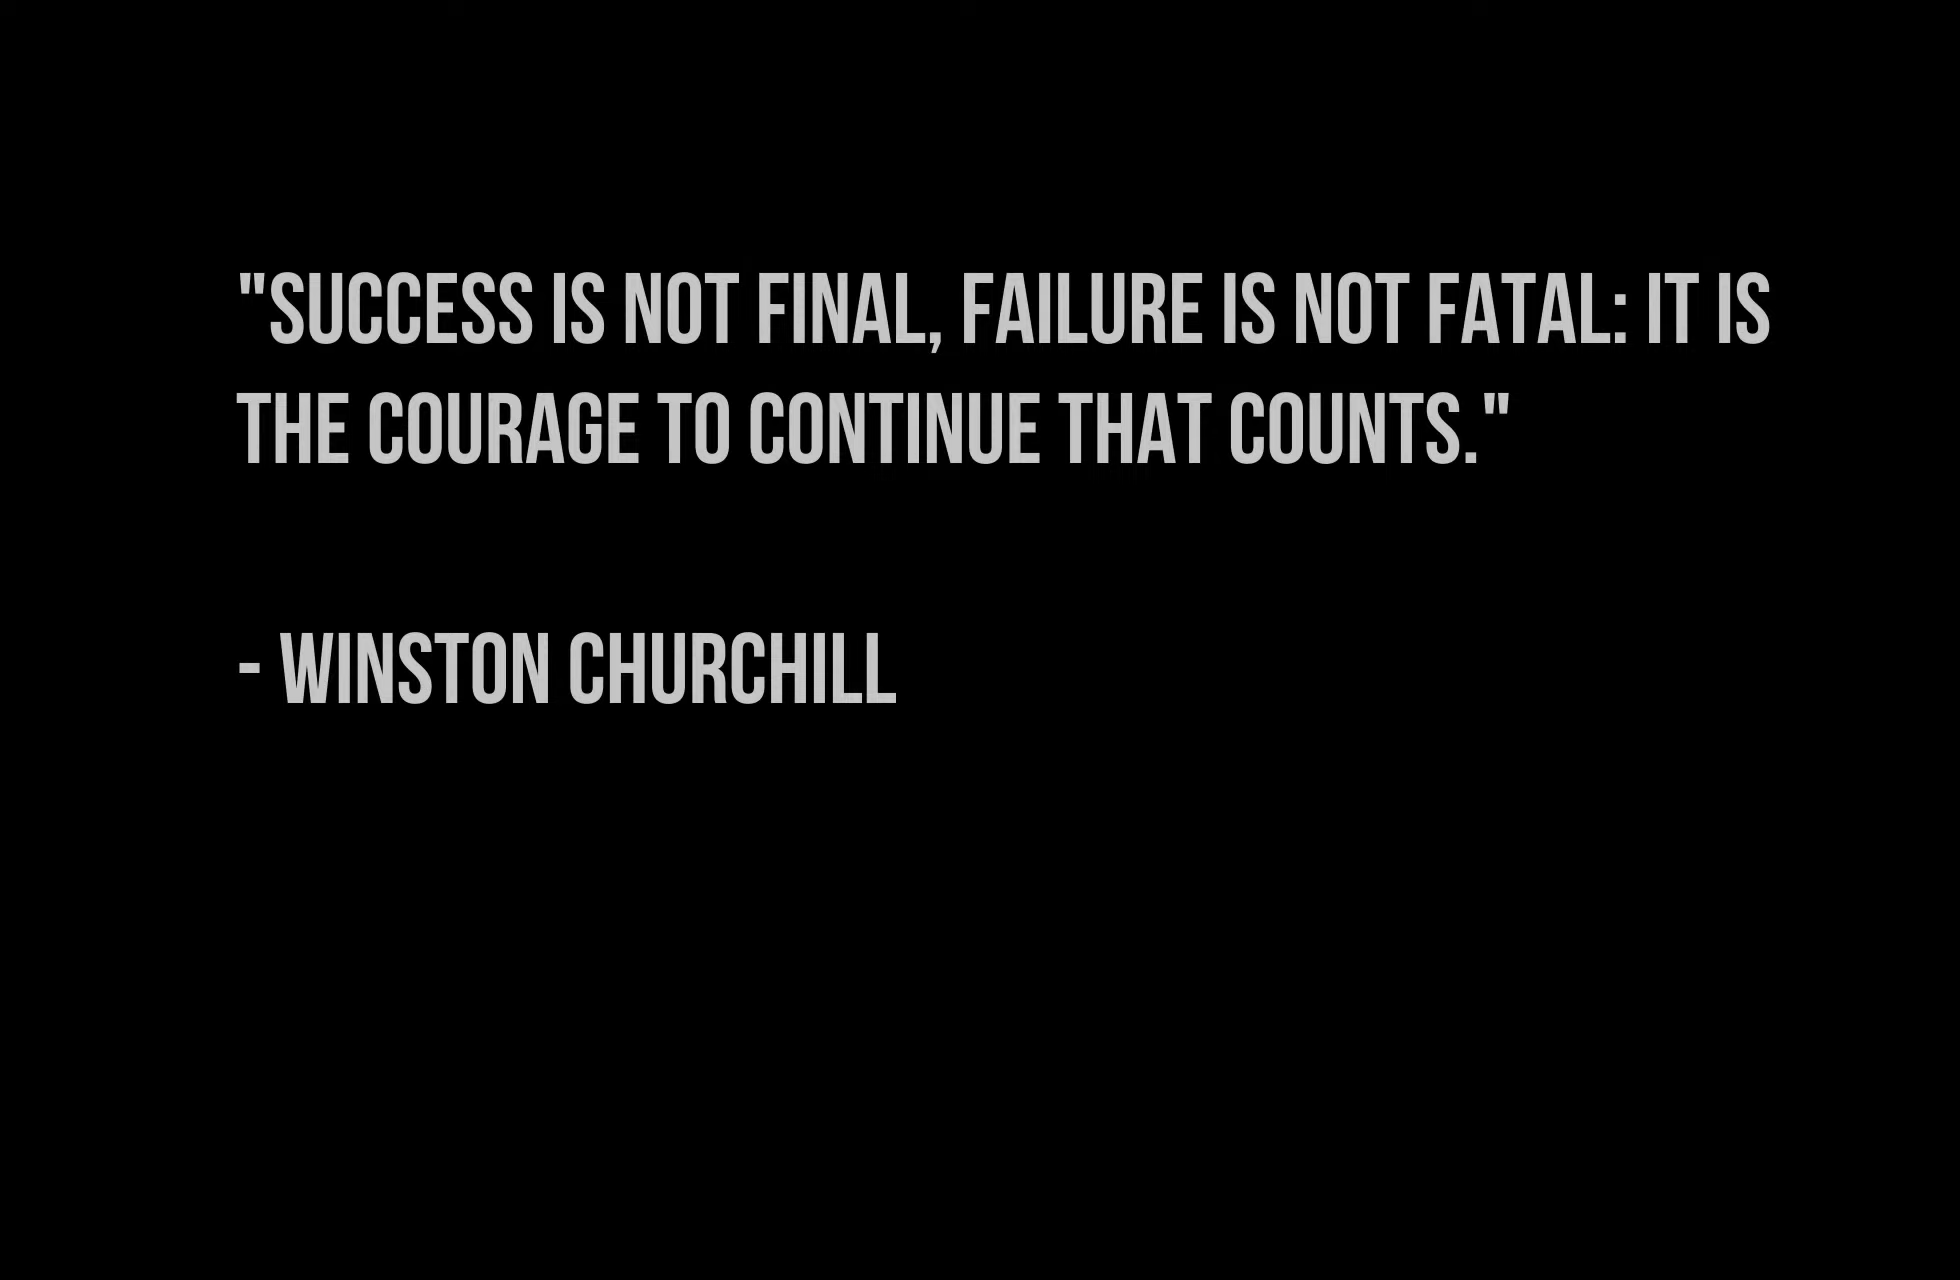 "SUCCESS IS NOT FINAL, FAILURE IS NOT FATAL: IT IS
THE COURAGE TO CONTINUE THAT COUNTS."
- WINSTON CHURCHILL